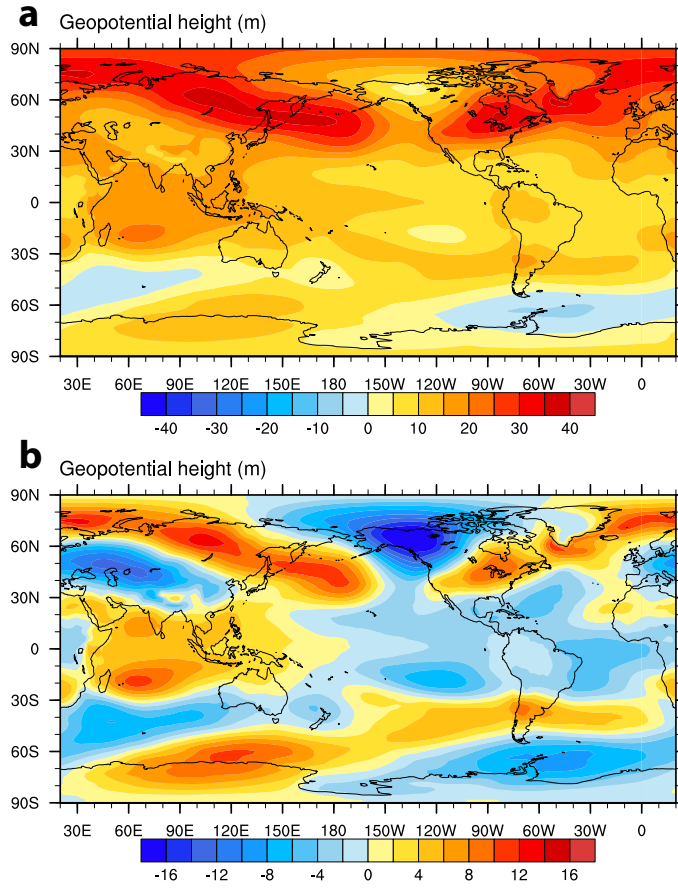 a
Geopotential height (m)
90N
60N
30N
0
30S
60S
90S
30E 60E 90E 120E 150E 180 150W 120W 90W 60W 30W 0
-40 -30 -20 -10 0 10 20 30 40
b
Geopotential height (m)
90N
60N
30N
0
30S
60S
90S
30E 60E 90E 120E 150E 180 150W 120W 90W 60W 30W 0
-16 -12 -8 -4 0 4 8 12 16